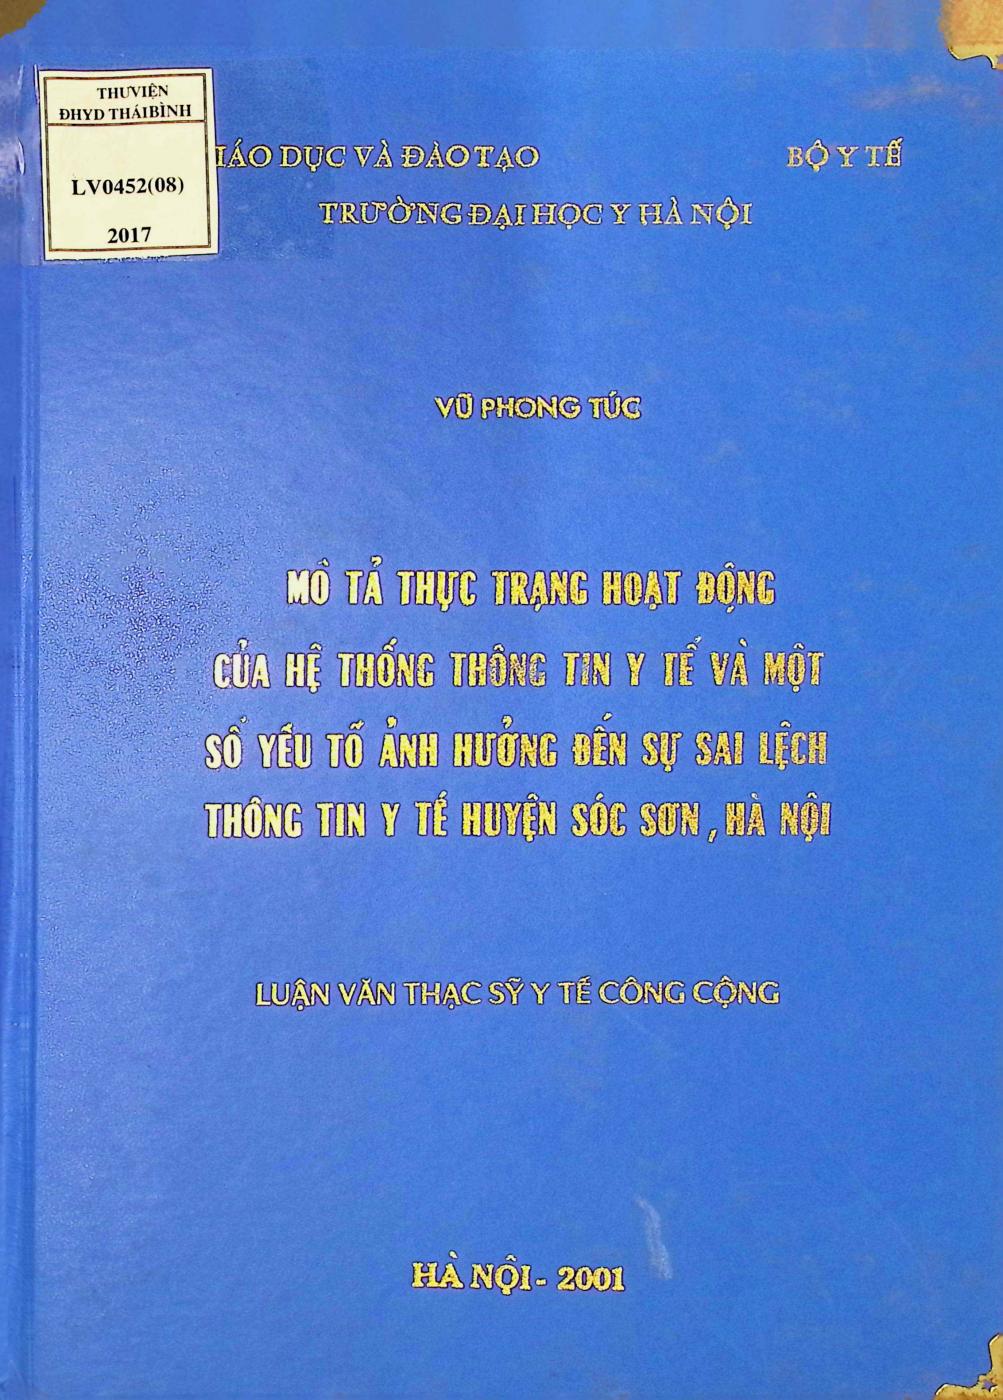 THƯVIỆN
ĐHYD THÁIBÌNH
LV0452(08)
2017
IÁO DỤC VÀ ĐÀO TẠO BỘ Y TẾ
TRƯỜNG ĐẠI HỌC Y HÀ NỘI
VŨ PHONG TÚC
MÔ TẢ THỰC TRẠNG HOẠT ĐỘNG
CỦA HỆ THỐNG THÔNG TIN Y TẾ VÀ MỘT
SỐ YẾU TỐ ẢNH HƯỞNG ĐẾN SỰ SAI LỆCH
THÔNG TIN Y TẾ HUYỆN SÓC SƠN, HÀ NỘI
LUẬN VĂN THẠC SỸ Y TẾ CÔNG CỘNG
HÀ NỘI - 2001